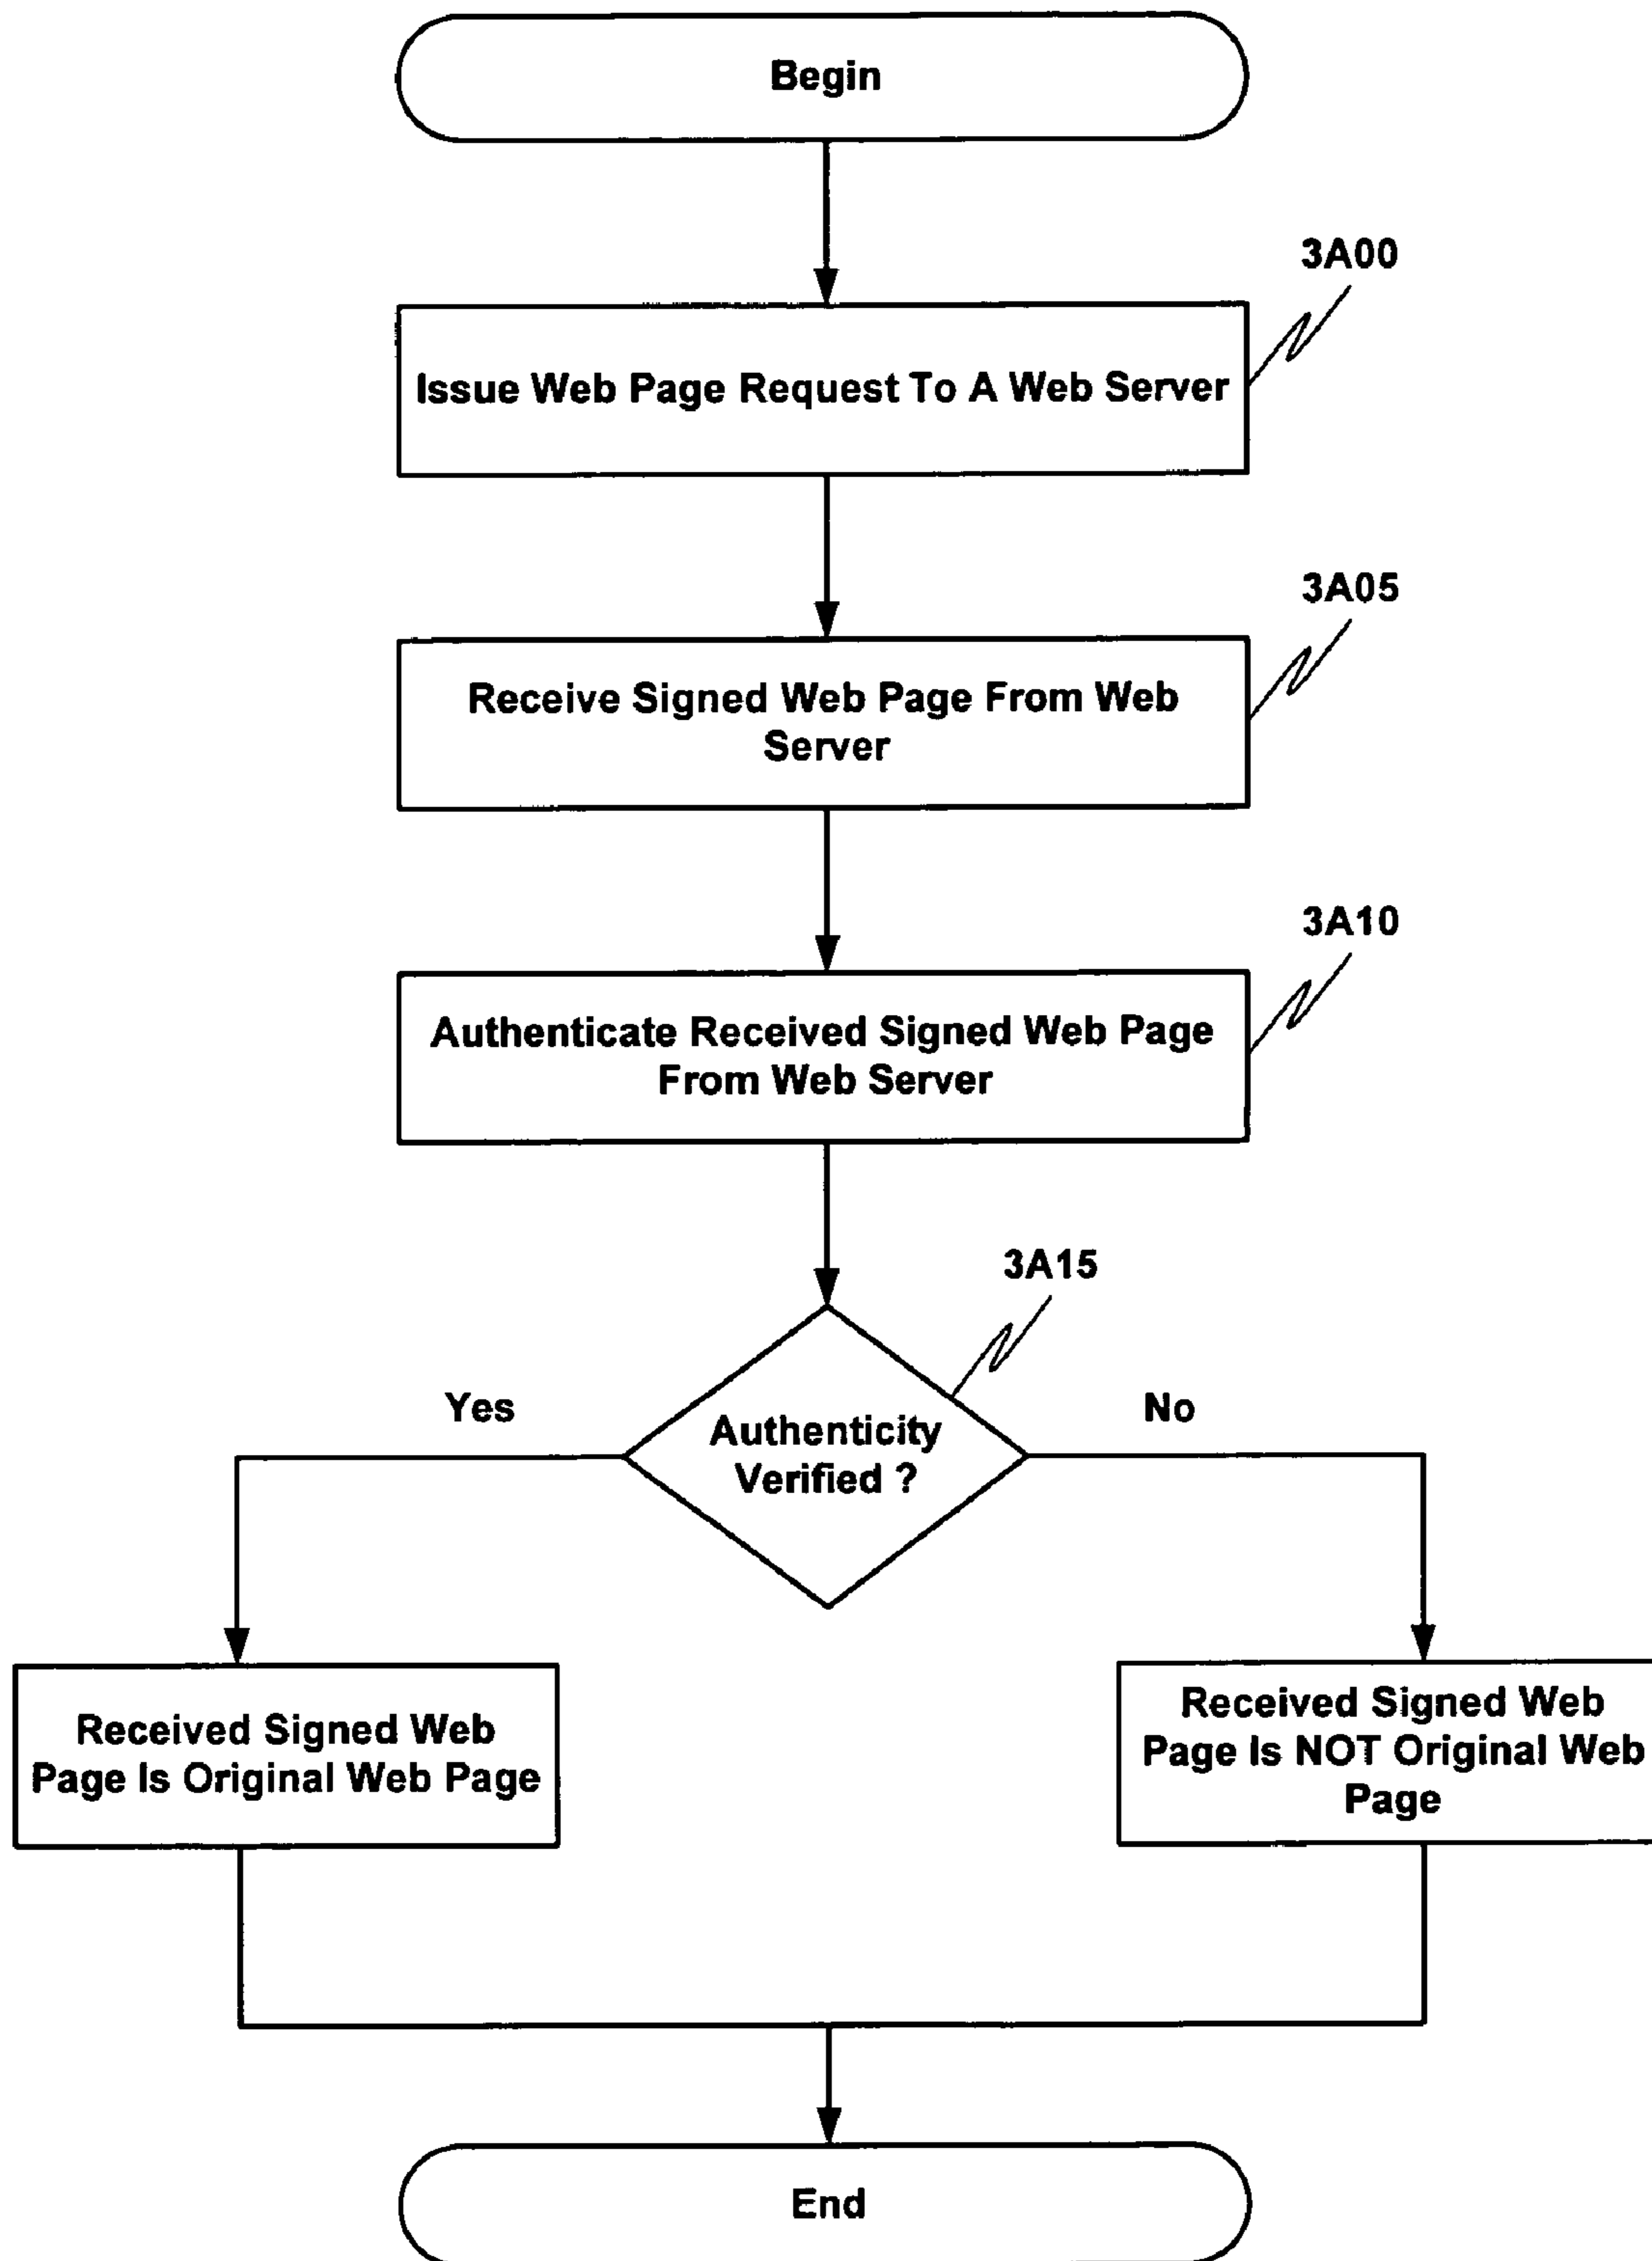 Begin
3A00
Issue Web Page Request To A Web Server
3A05
Receive Signed Web Page From Web
Server
3A10
Authenticate Received Signed Web Page
From Web Server
3A15
Yes
No
Authenticity
Verified ?
Received Signed Web
Page Is Original Web Page
Received Signed Web
Page Is NOT Original Web
Page
End